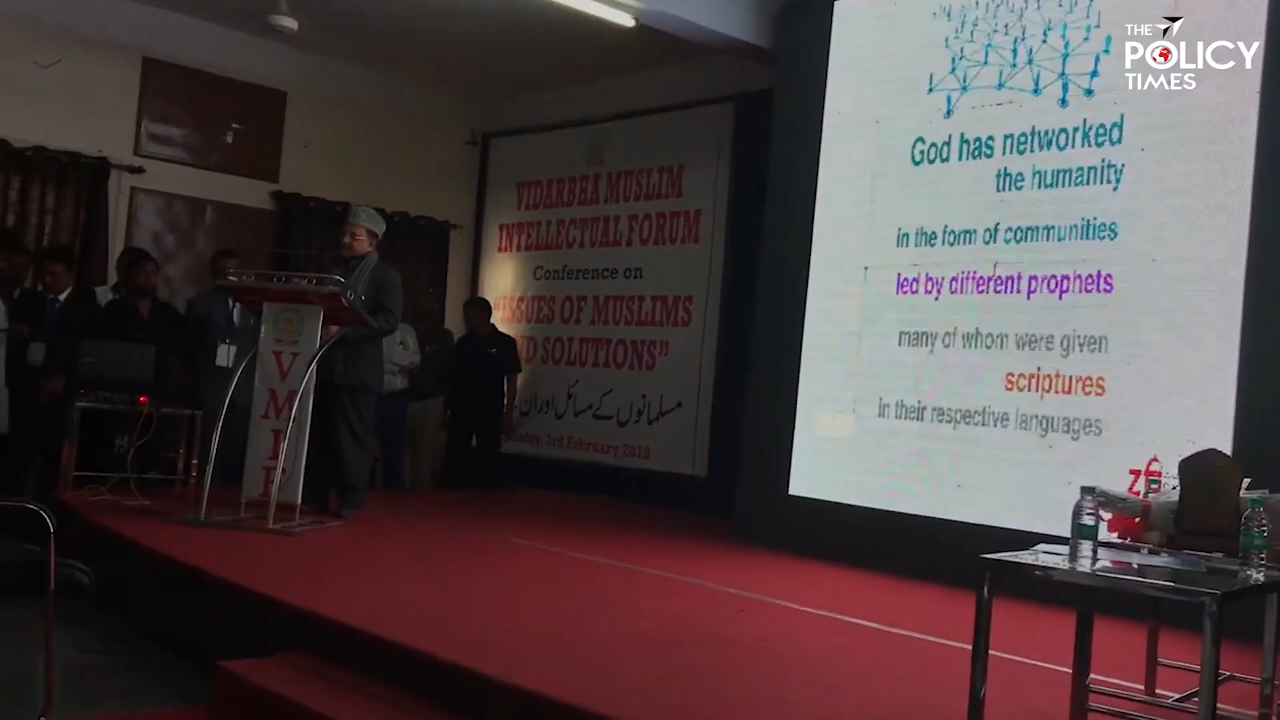 THE
POLICY
TIMES
VIDARBHA MUSLIM
INTELLECTUAL FORUM
Conference on
"ISSUES OF MUSLIMS
SOLUTIONS"
مسلمانوں کے مسائل اور ان
3rd February 2019
V
M
I
F
God has networked
the humanity
in the form of communities
led by different prophets
many of whom were given
scriptures
in their respective languages